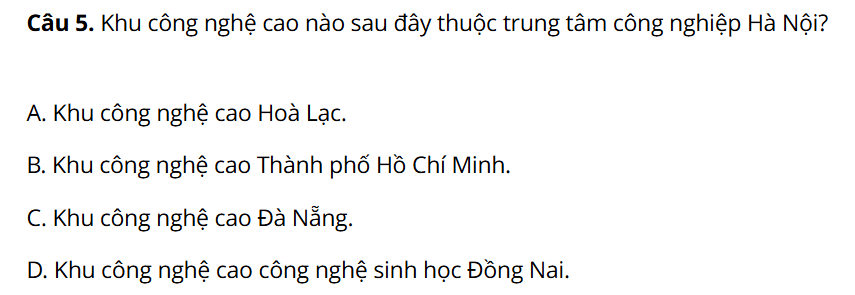 Câu 5. Khu công nghệ cao nào sau đây thuộc trung tâm công nghiệp Hà Nội?
A. Khu công nghệ cao Hoà Lạc.
B. Khu công nghệ cao Thành phố Hồ Chí Minh.
C. Khu công nghệ cao Đà Nẵng.
D. Khu công nghệ cao công nghệ sinh học Đồng Nai.